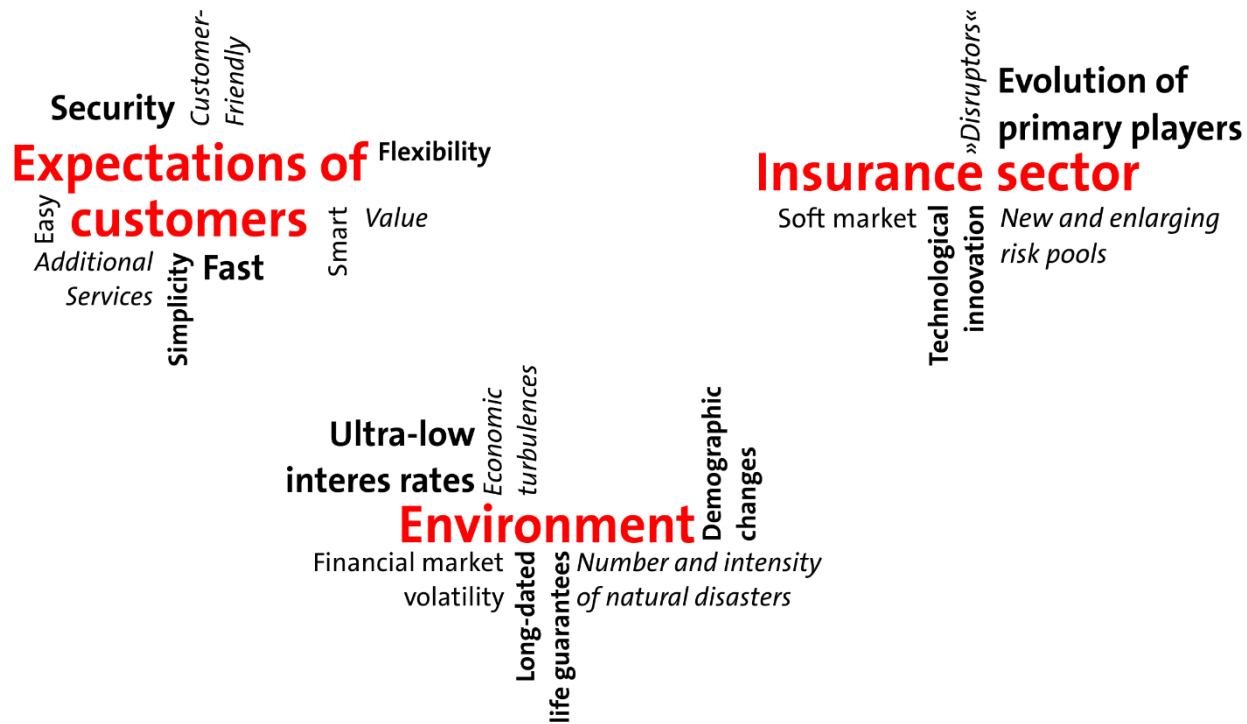 Security
Customer-
Friendly
Expectations of
customers
Flexibility
Easy
Smart
Value
Additional
Services
Simplicity
Fast
»Disruptors«
Evolution of
primary players
Insurance sector
Soft market
Technological
innovation
New and enlarging
risk pools
Ultra-low
interes rates
Economic
turbulences
Demographic
changes
Environment
Financial market
volatility
Long-dated
life guarantees
Number and intensity
of natural disasters